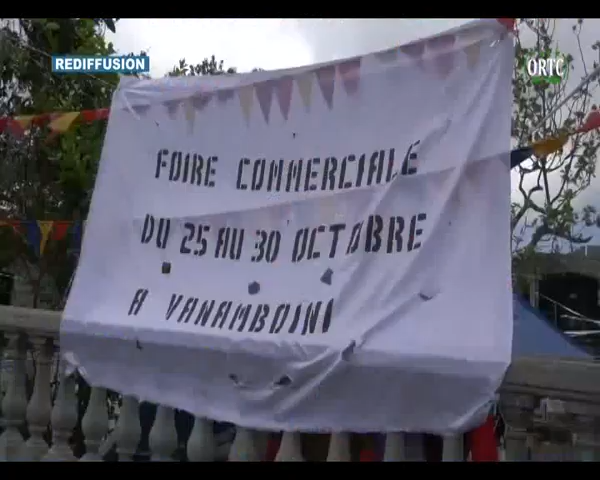 REDIFFUSION
ORTC
FOIRE COMMERCIALE
DU 25 AU 30 OCTOBRE
A VANAMBOINI